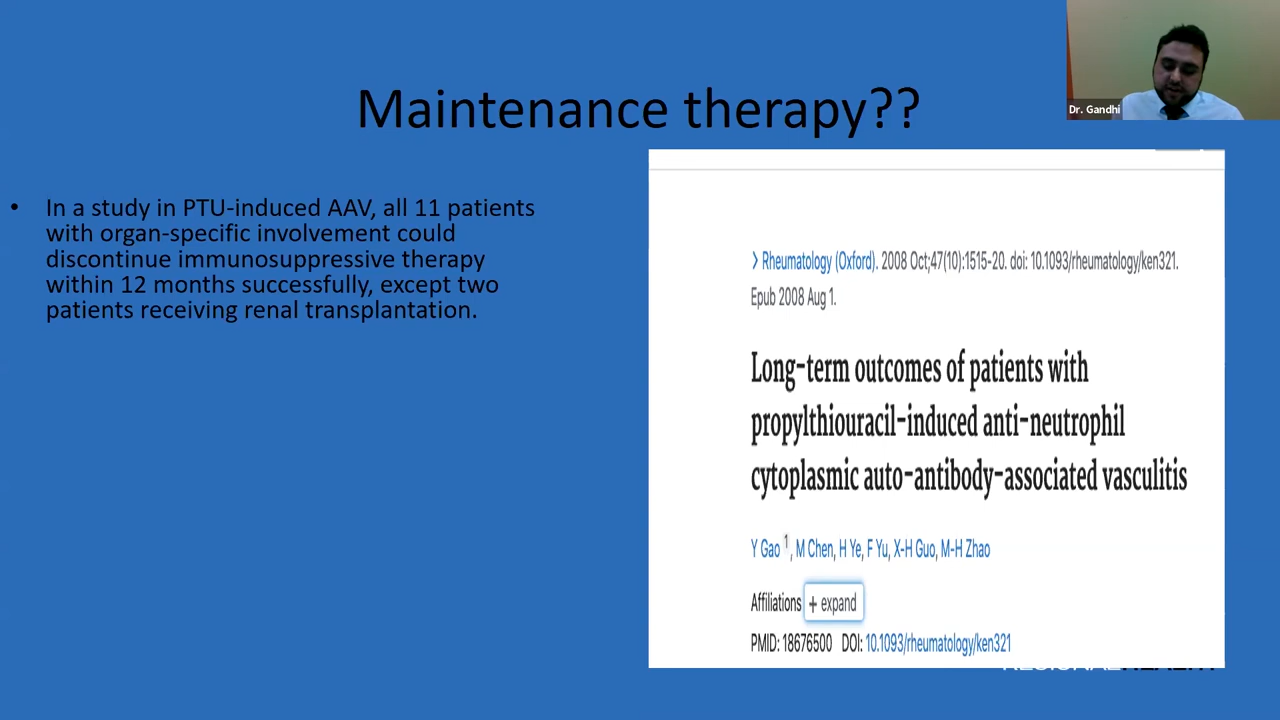 Maintenance therapy??
Dr. Gandhi
• In a study in PTU-induced AAV, all 11 patients
with organ-specific involvement could
discontinue immunosuppressive therapy
within 12 months successfully, except two
patients receiving renal transplantation.
Rheumatology (Oxford). 2008 Oct;47(10):1515-20. doi: 10.1093/rheumatology/ken321.
Epub 2008 Aug 1.
Long-term outcomes of patients with
propylthiouracil-induced anti-neutrophil
cytoplasmic auto-antibody-associated vasculitis
Y Gao 1, M Chen, H Ye, F Yu, X-H Guo, M-H Zhao
Affiliations + expand
PMID: 18676500 DOI: 10.1093/rheumatology/ken321